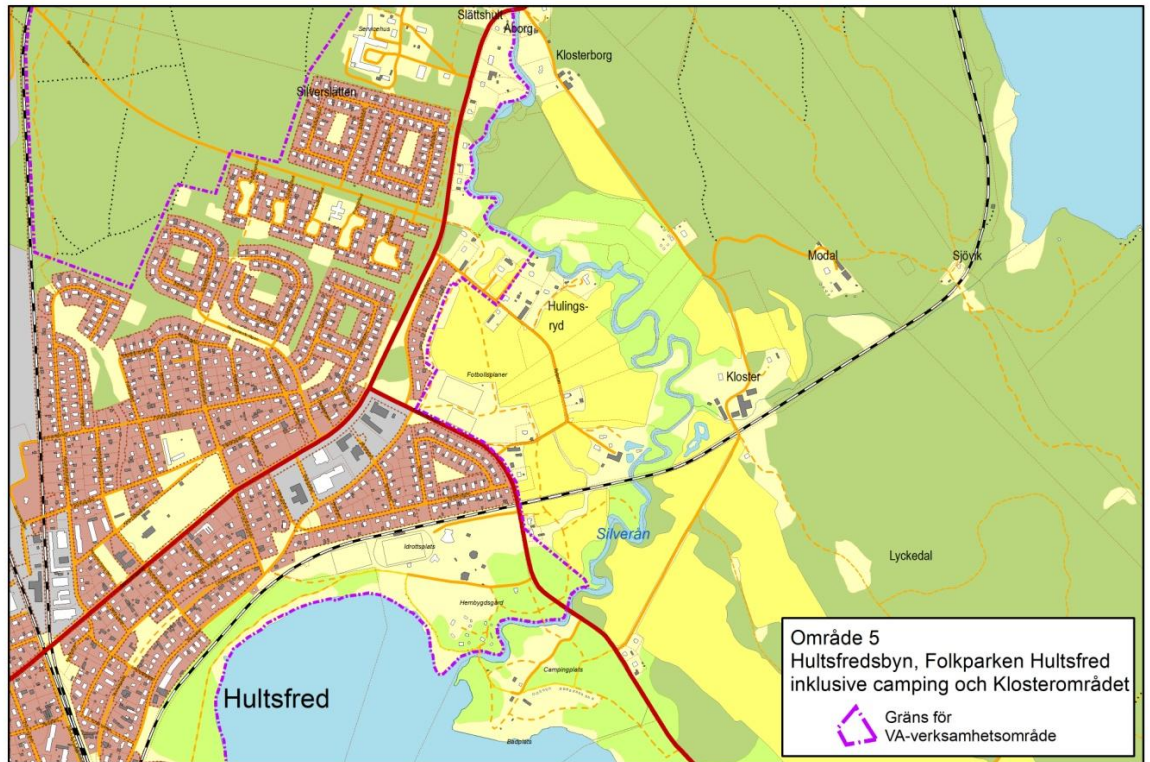 Slättshult
Åborg
Servicehus
Klosterborg
Silverslätten
Modal
Sjövik
Hulings-
ryd
Fotbollsplaner
Kloster
Silverån
Idrottsplats
Lyckedal
Hembygdsgård
Campingplats
Hultsfred
Badplats
Område 5
Hultsfredsbyn, Folkparken Hultsfred
inklusive camping och Klosterområdet
Gräns för
VA-verksamhetsområde